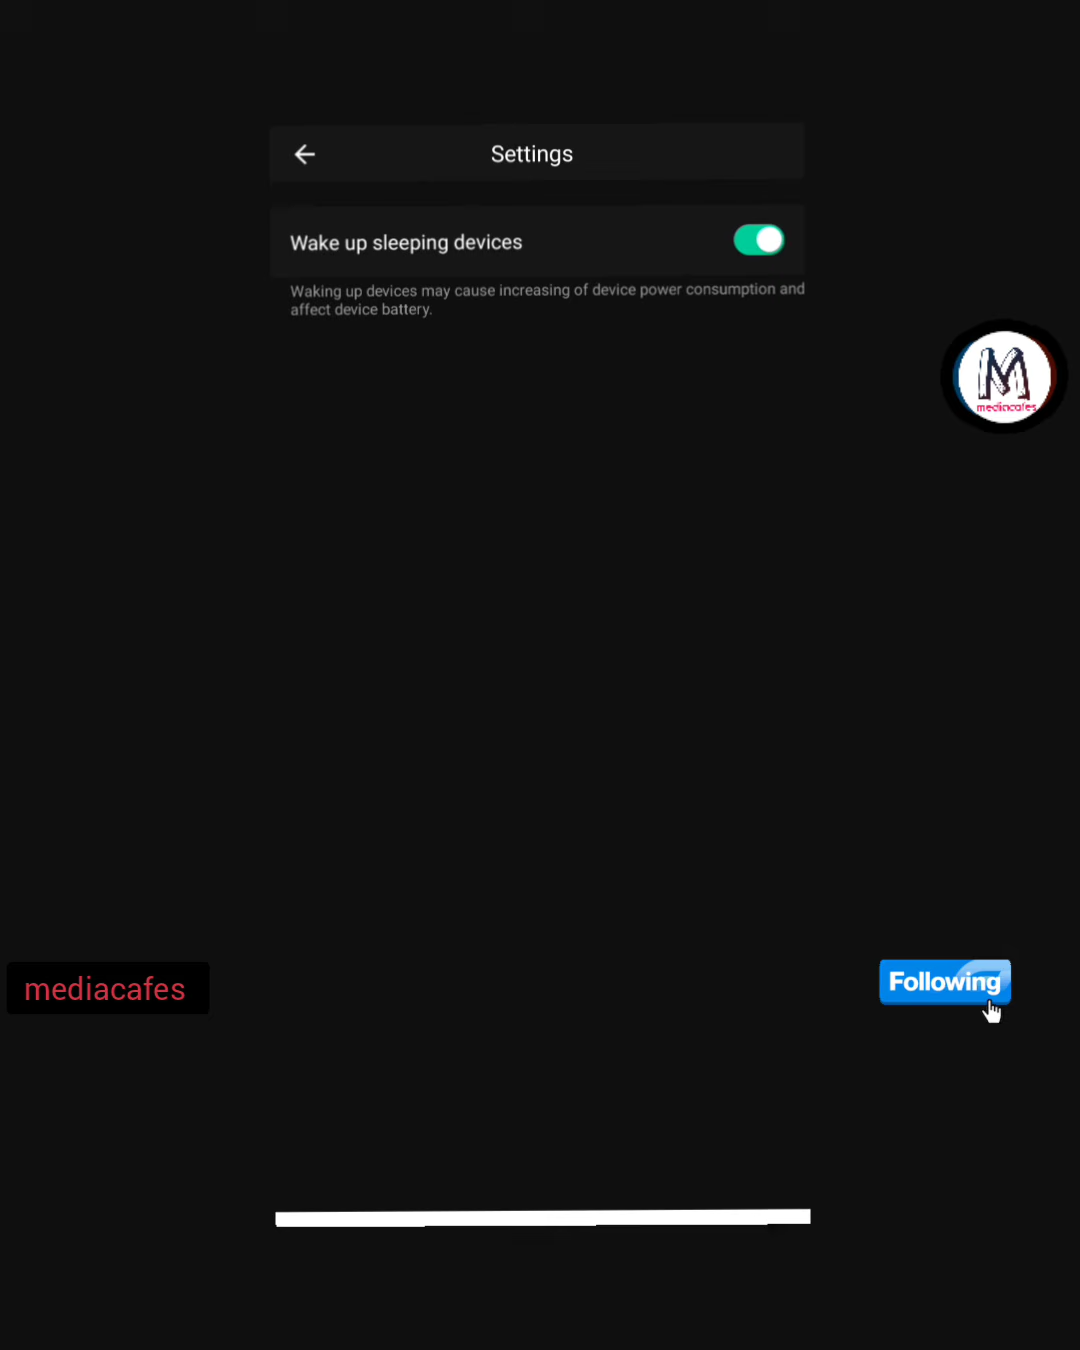 Settings
Wake up sleeping devices
Waking up devices may cause increasing of device power consumption and
affect device battery.
M
mediacafes
mediacafes
Following